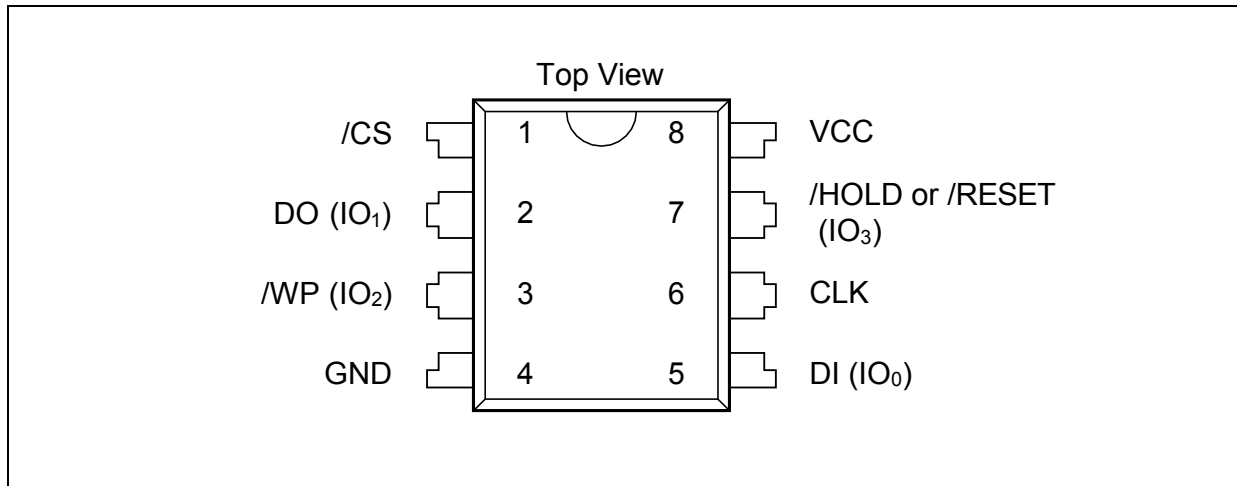 Top View
/CS 1 8 VCC
DO (IO₁) 2 7 /HOLD or /RESET
(IO₃)
/WP (IO₂) 3 6 CLK
GND 4 5 DI (IO₀)